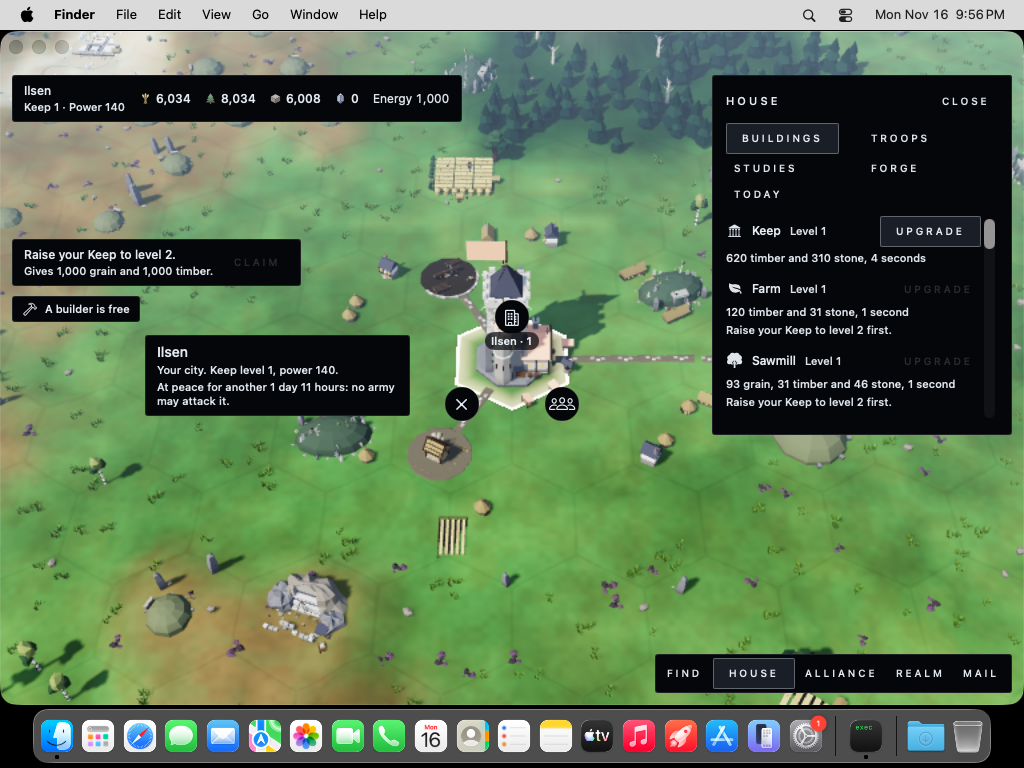 Finder File Edit View Go Window Help
Mon Nov 16 9:56 PM
Ilsen
Keep 1 · Power 140
6,034 8,034 6,008 0 Energy 1,000
HOUSE CLOSE
BUILDINGS TROOPS
STUDIES FORGE
TODAY
Keep Level 1 UPGRADE
620 timber and 310 stone, 4 seconds
Farm Level 1 UPGRADE
120 timber and 31 stone, 1 second
Raise your Keep to level 2 first.
Sawmill Level 1 UPGRADE
93 grain, 31 timber and 46 stone, 1 second
Raise your Keep to level 2 first.
Raise your Keep to level 2.
Gives 1,000 grain and 1,000 timber.
CLAIM
A builder is free
Ilsen
Your city. Keep level 1, power 140.
At peace for another 1 day 11 hours: no army
may attack it.
Ilsen · 1
FIND HOUSE ALLIANCE REALM MAIL
Mon
16
tv
1
exec